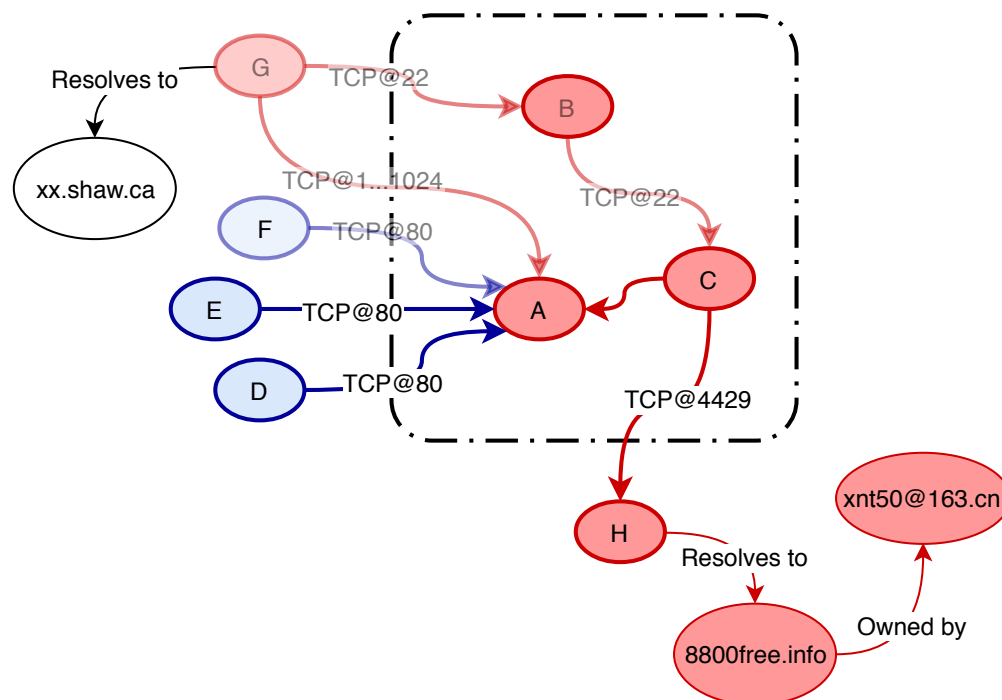 G
TCP@22
Resolves to
B
xx.shaw.ca
TCP@1...1024
TCP@22
F
TCP@80
C
E
TCP@80
A
D
TCP@80
TCP@4429
xnt50@163.cn
H
Resolves to
Owned by
8800free.info